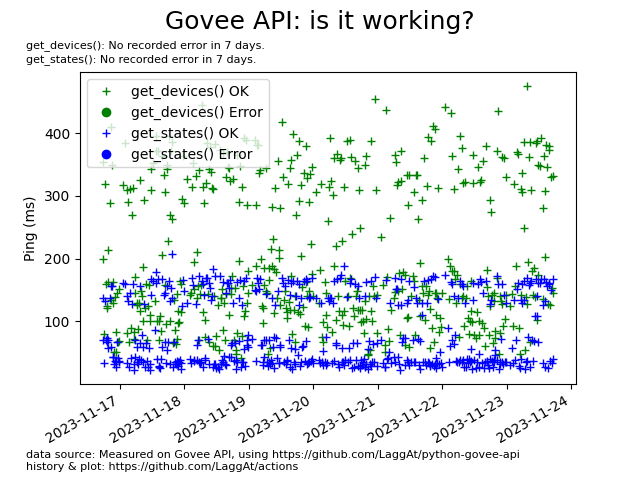 Govee API: is it working?
get_devices(): No recorded error in 7 days.
get_states(): No recorded error in 7 days.
get_devices() OK
get_devices() Error
get_states() OK
get_states() Error
Ping (ms)
400
300
200
100
2023-11-17
2023-11-18
2023-11-19
2023-11-20
2023-11-21
2023-11-22
2023-11-23
2023-11-24
data source: Measured on Govee API, using https://github.com/LaggAt/python-govee-api
history & plot: https://github.com/LaggAt/actions